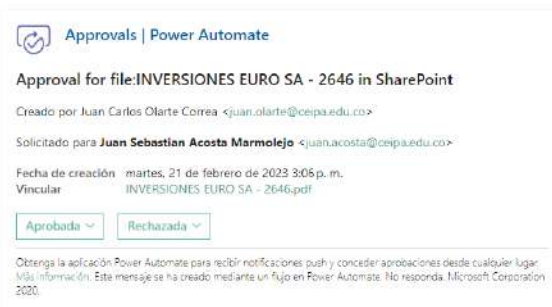 Approvals | Power Automate
Approval for file:INVERSIONES EURO SA - 2646 in SharePoint
Creado por Juan Carlos Olarte Correa <juan.olarte@ceipa.edu.co>
Solicitado para Juan Sebastian Acosta Marmolejo <juan.acosta@ceipa.edu.co>
Fecha de creación martes, 21 de febrero de 2023 3:06 p. m.
Vincular INVERSIONES EURO SA - 2646.pdf
Aprobada Rechazada
Obtenga la aplicación Power Automate para recibir notificaciones push y conceder aprobaciones desde cualquier lugar.
Más información. Este mensaje se ha creado mediante un flujo en Power Automate. No responda. Microsoft Corporation
2020.